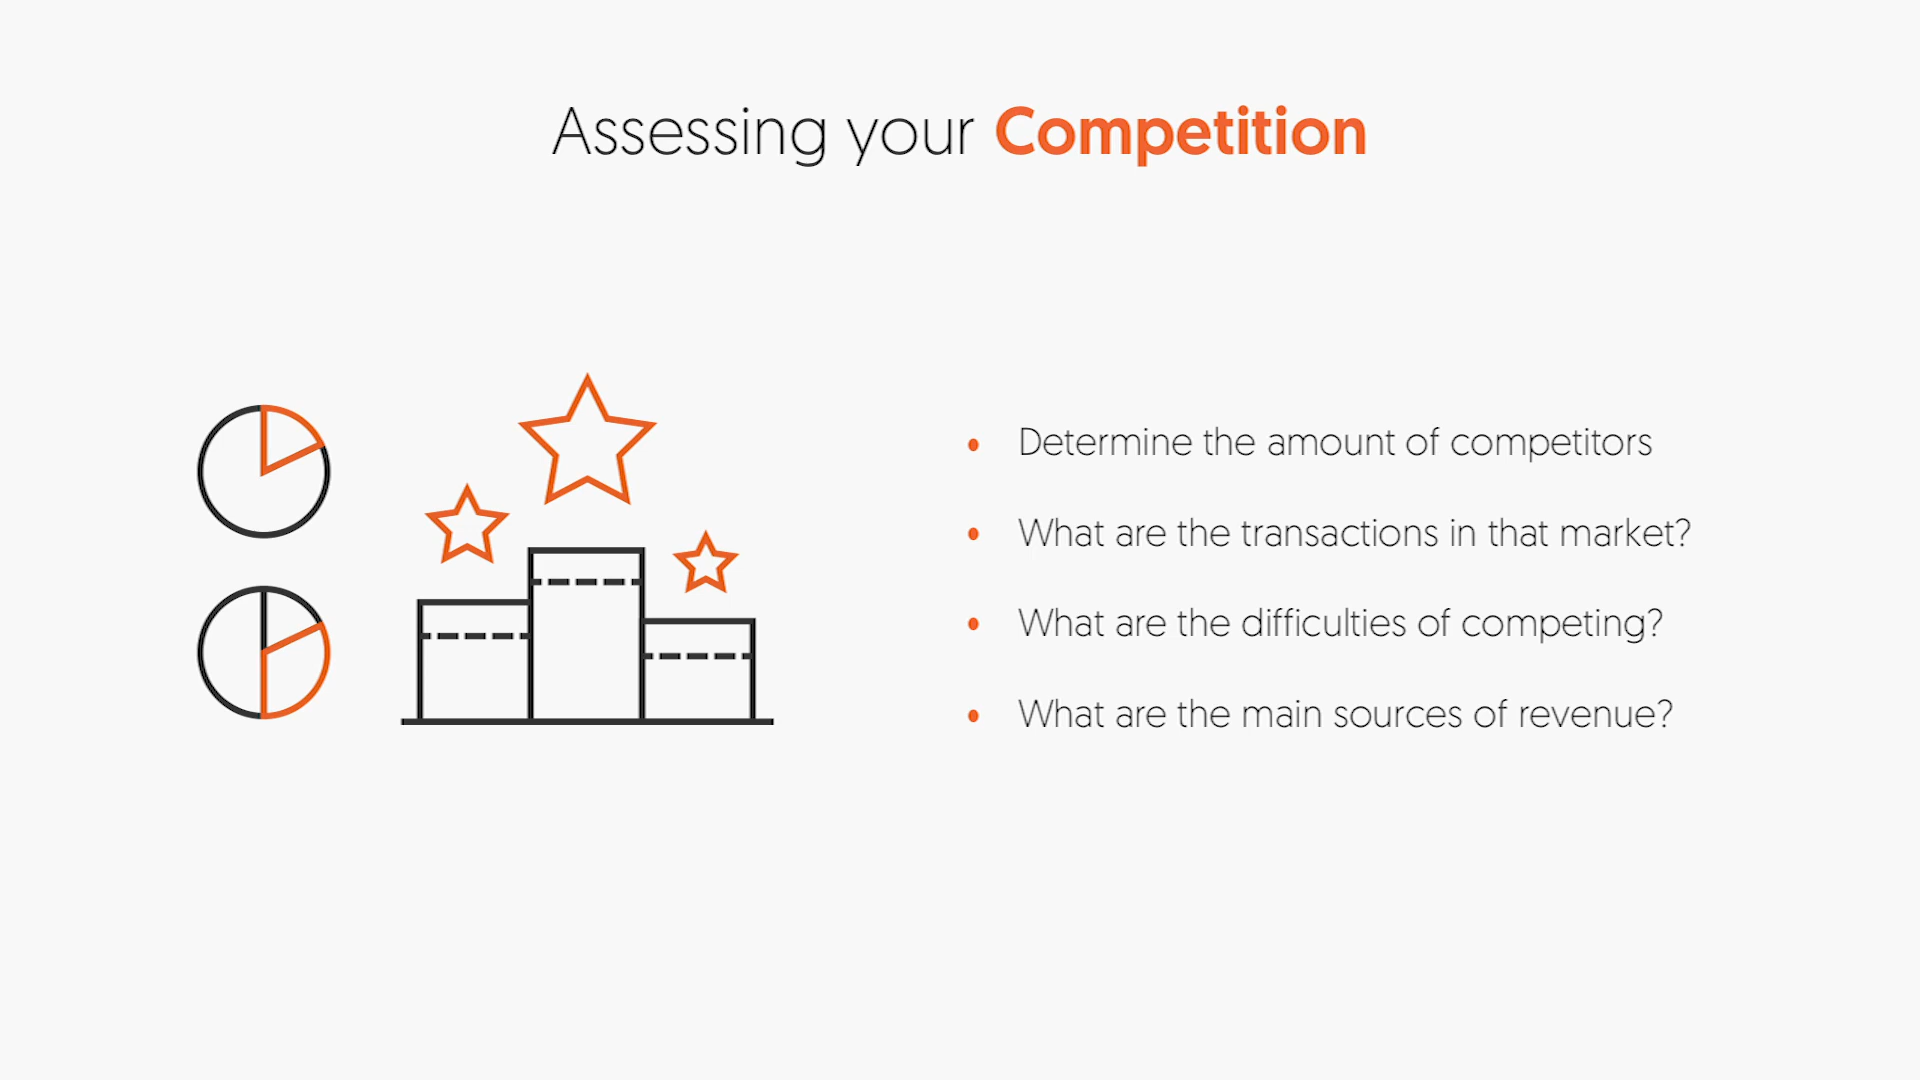 Assessing your Competition
• Determine the amount of competitors
• What are the transactions in that market?
• What are the difficulties of competing?
• What are the main sources of revenue?